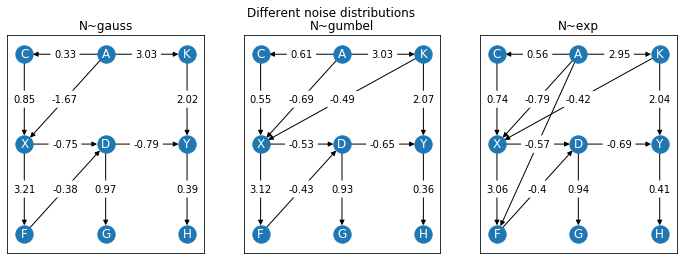 Different noise distributions
N~gauss
C 0.33 A 3.03 K
0.85 -1.67 2.02
X -0.75 D -0.79 Y
3.21 -0.38 0.97 0.39
F G H
N~gumbel
C 0.61 A 3.03 K
0.55 -0.69 -0.49 2.07
X -0.53 D -0.65 Y
3.12 -0.43 0.93 0.36
F G H
N~exp
C 0.56 A 2.95 K
0.74 -0.79 -0.42 2.04
X -0.57 D -0.69 Y
3.06 -0.4 0.94 0.41
F G H